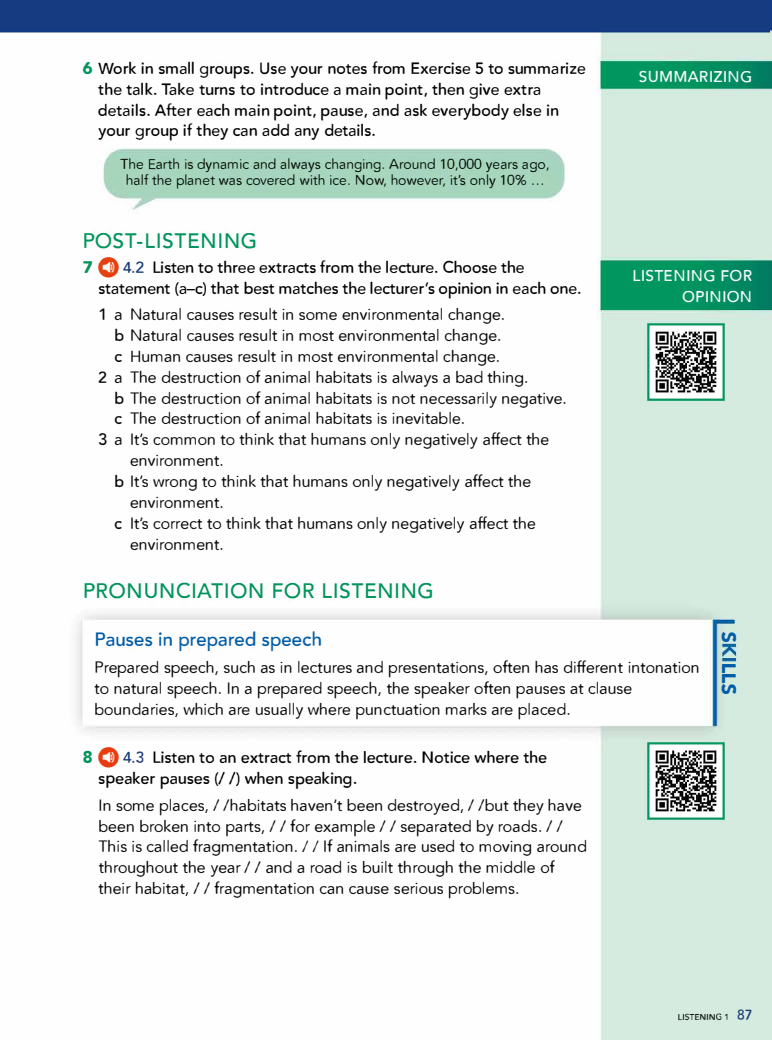 6 Work in small groups. Use your notes from Exercise 5 to summarize
the talk. Take turns to introduce a main point, then give extra
details. After each main point, pause, and ask everybody else in
your group if they can add any details.
SUMMARIZING
The Earth is dynamic and always changing. Around 10,000 years ago,
half the planet was covered with ice. Now, however, it's only 10% ...
POST-LISTENING
7 4.2 Listen to three extracts from the lecture. Choose the
statement (a–c) that best matches the lecturer's opinion in each one.
LISTENING FOR
OPINION
1 a Natural causes result in some environmental change.
b Natural causes result in most environmental change.
c Human causes result in most environmental change.
2 a The destruction of animal habitats is always a bad thing.
b The destruction of animal habitats is not necessarily negative.
c The destruction of animal habitats is inevitable.
3 a It's common to think that humans only negatively affect the
environment.
b It's wrong to think that humans only negatively affect the
environment.
c It's correct to think that humans only negatively affect the
environment.
PRONUNCIATION FOR LISTENING
Pauses in prepared speech
Prepared speech, such as in lectures and presentations, often has different intonation
to natural speech. In a prepared speech, the speaker often pauses at clause
boundaries, which are usually where punctuation marks are placed.
SKILLS
8 4.3 Listen to an extract from the lecture. Notice where the
speaker pauses (/ /) when speaking.
In some places, / /habitats haven't been destroyed, / /but they have
been broken into parts, / / for example / / separated by roads. / /
This is called fragmentation. / / If animals are used to moving around
throughout the year / / and a road is built through the middle of
their habitat, / / fragmentation can cause serious problems.
LISTENING 1 87